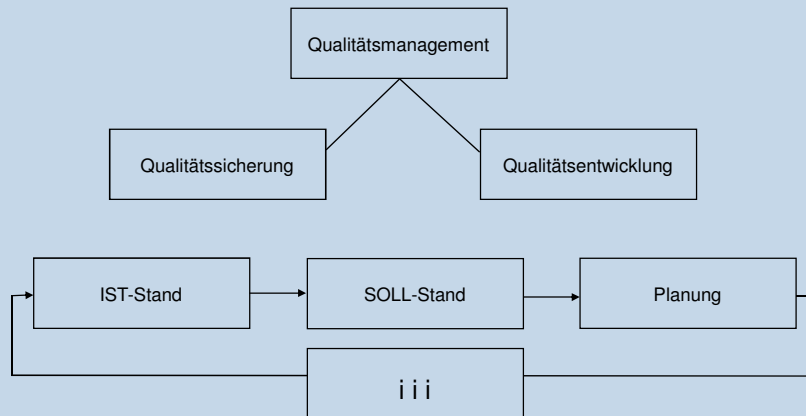 Qualitätsmanagement
Qualitätssicherung
Qualitätsentwicklung
IST-Stand
SOLL-Stand
Planung
i i i